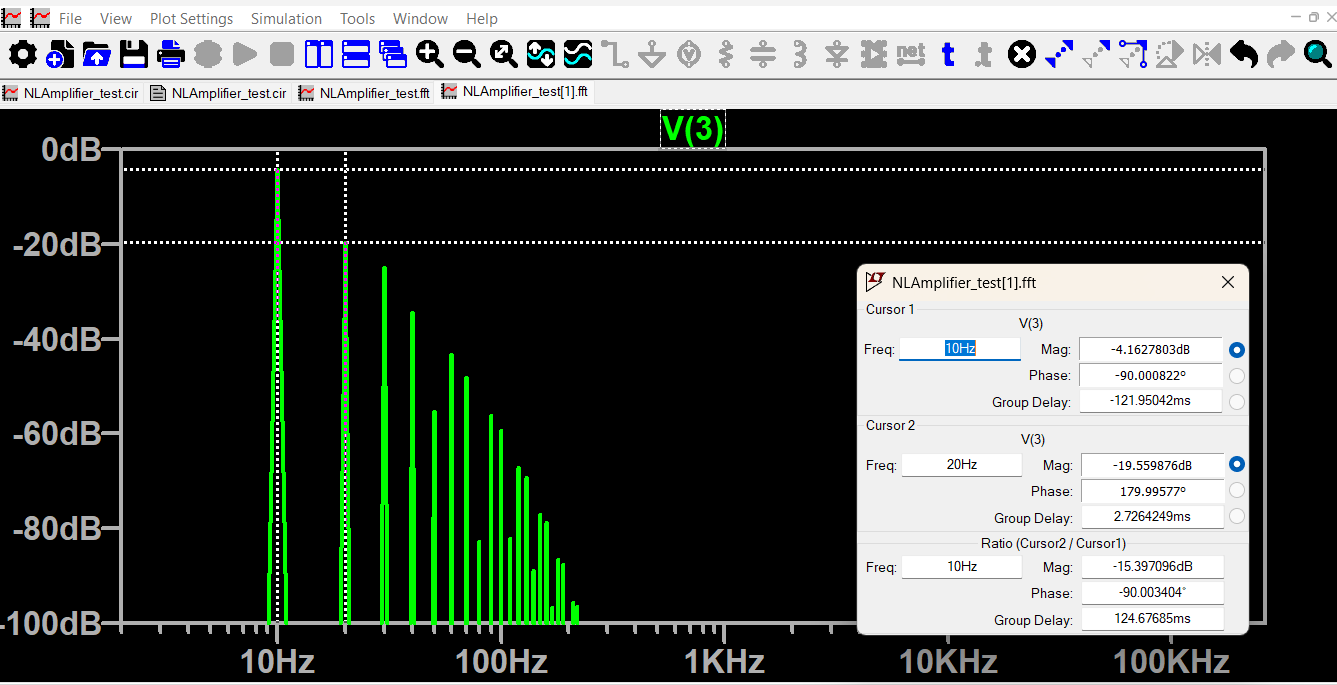 File View Plot Settings Simulation Tools Window Help
net t t
NLAmplifier_test.cir NLAmplifier_test.cir NLAmplifier_test.fft NLAmplifier_test[1].fft
V(3)
0dB
-20dB
-40dB
-60dB
-80dB
-100dB
10Hz 100Hz 1KHz 10KHz 100KHz
NLAmplifier_test[1].fft
Cursor 1
V(3)
Freq: 10Hz Mag: -4.1627803dB
Phase: -90.000822°
Group Delay: -121.95042ms
Cursor 2
V(3)
Freq: 20Hz Mag: -19.559876dB
Phase: 179.99577°
Group Delay: 2.7264249ms
Ratio (Cursor2 / Cursor1)
Freq: 10Hz Mag: -15.397096dB
Phase: -90.003404°
Group Delay: 124.67685ms